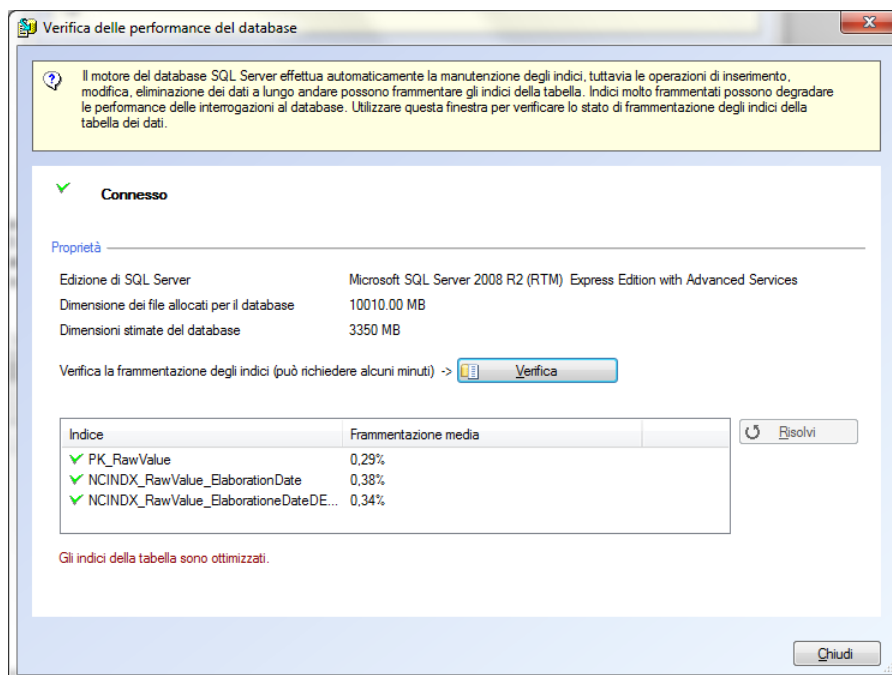 Verifica delle performance del database
Il motore del database SQL Server effettua automaticamente la manutenzione degli indici, tuttavia le operazioni di inserimento,
modifica, eliminazione dei dati a lungo andare possono frammentare gli indici della tabella. Indici molto frammentati possono degradare
le performance delle interrogazioni al database. Utilizzare questa finestra per verificare lo stato di frammentazione degli indici della
tabella dei dati.
Connesso
Proprietà
Edizione di SQL Server Microsoft SQL Server 2008 R2 (RTM) Express Edition with Advanced Services
Dimensione dei file allocati per il database 10010.00 MB
Dimensioni stimate del database 3350 MB
Verifica la frammentazione degli indici (può richiedere alcuni minuti) -> Verifica
Indice Frammentazione media
Risolvi
PK_RawValue 0,29%
NCINDX_RawValue_ElaborationDate 0,38%
NCINDX_RawValue_ElaborationeDateDE... 0,34%
Gli indici della tabella sono ottimizzati.
Chiudi